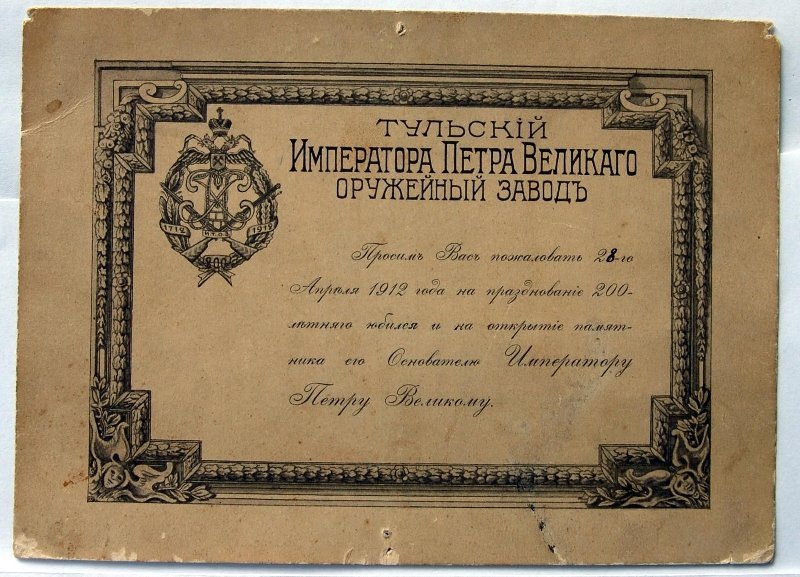 ТУЛЬСКІЙ
ИМПЕРАТОРА ПЕТРА ВЕЛИКАГО
ОРУЖЕЙНЫЙ ЗАВОДЪ
1712 1912
И.Т.О.З.
200
Просимъ Васъ пожаловать 28-го
Апрѣля 1912 года на празднованіе 200-
лѣтняго юбилея и на открытіе памят-
ника его Основателю Императору
Петру Великому.